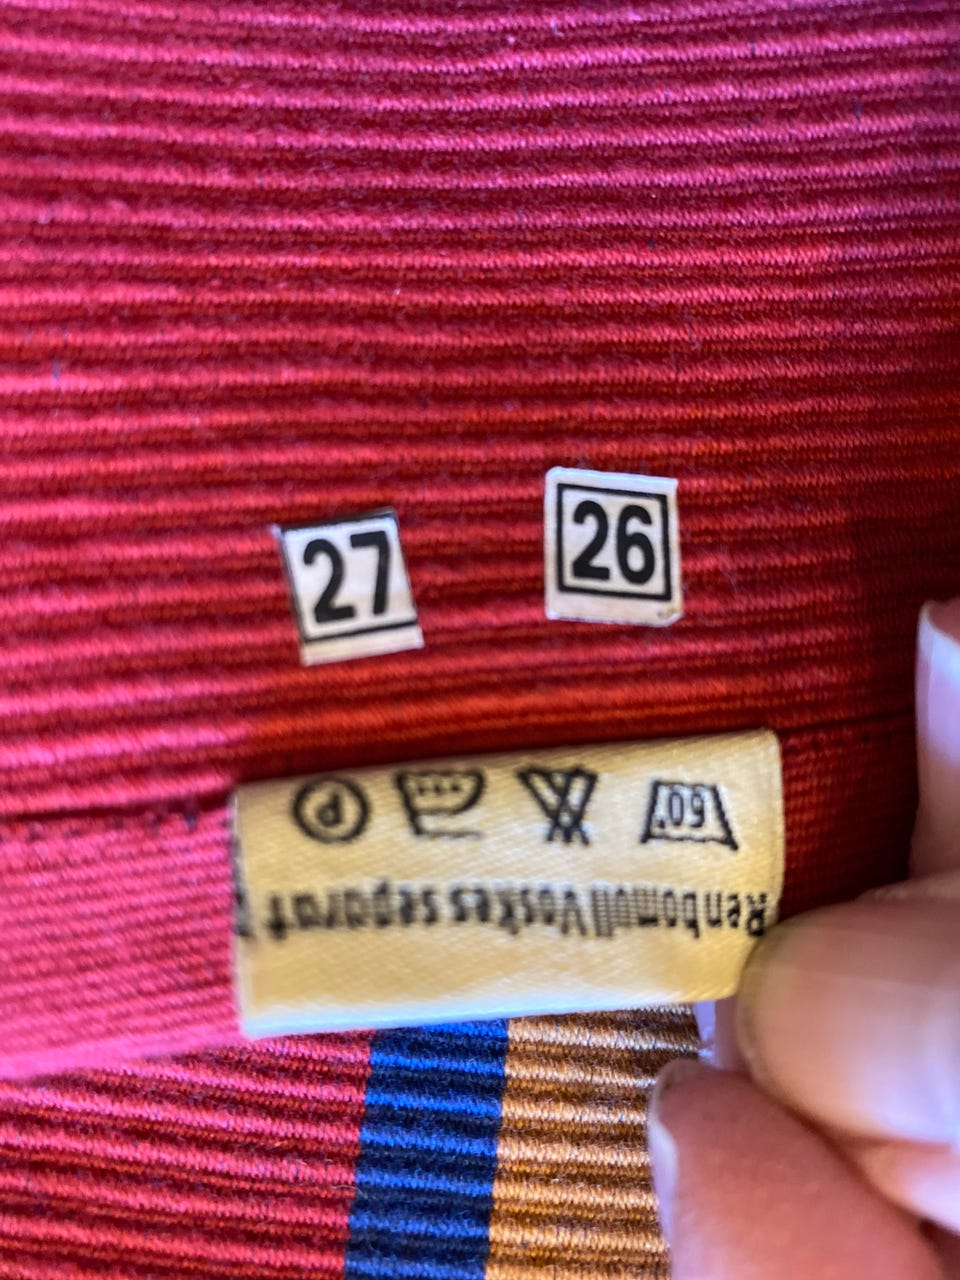 27 26
Ren bomull Vaskes separat
60° P